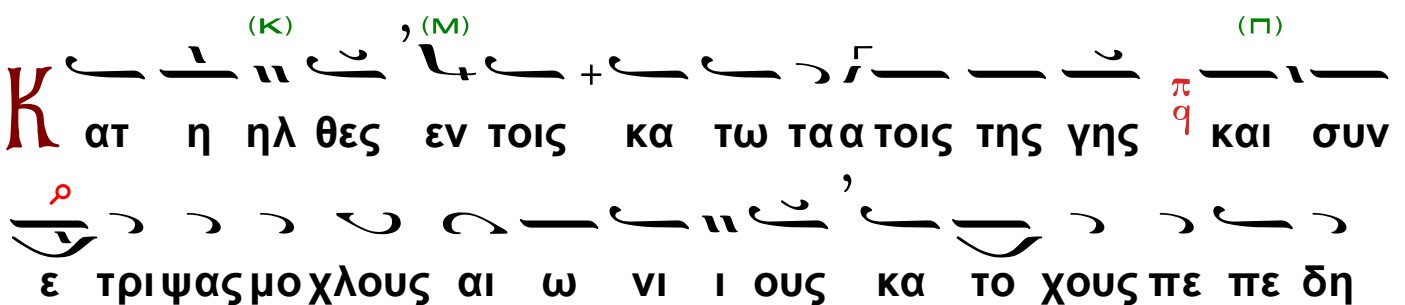 (Κ) (Μ) (Π)
Κατ η ηλ θες εν τοις κα τω τα α τοις της γης π q και συν
ε τρι ψας μο χλους αι ω νι ι ους κα το χους πε πε δη